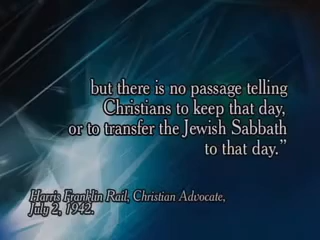 but there is no passage telling
Christians to keep that day,
or to transfer the Jewish Sabbath
to that day.”
Harris Franklin Rail, Christian Advocate,
July 2, 1942.